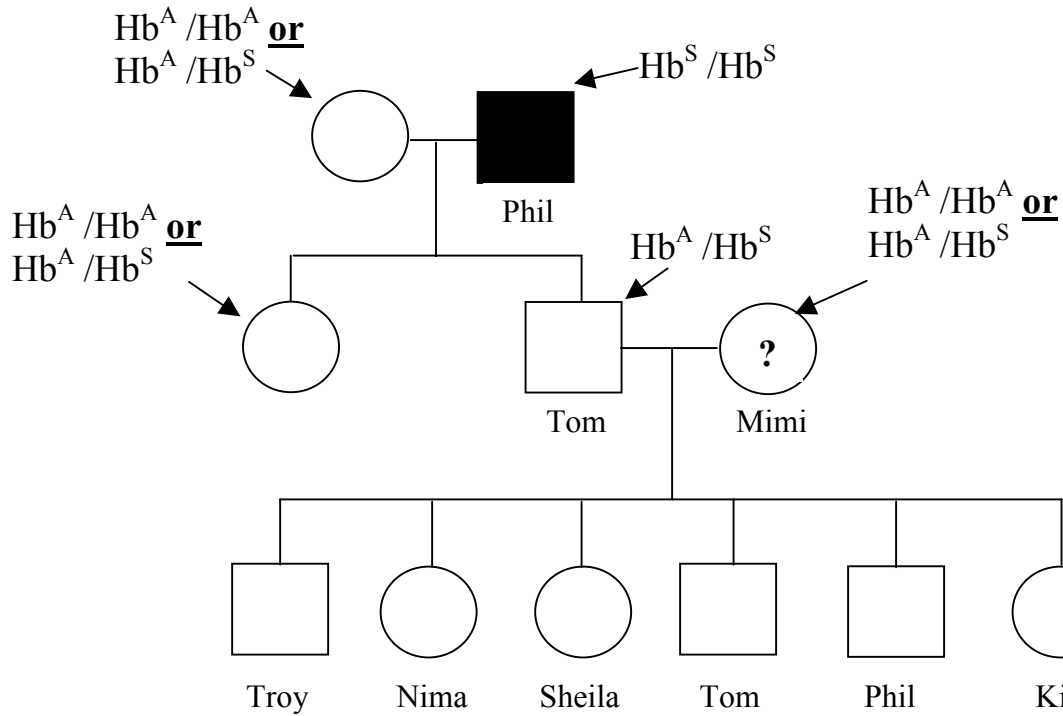 Hb^A /Hb^A or
Hb^A /Hb^S
Hb^S /Hb^S
Phil
Hb^A /Hb^A or
Hb^A /Hb^S
Hb^A /Hb^S
Hb^A /Hb^A or
Hb^A /Hb^S
?
Tom Mimi
Troy Nima Sheila Tom Phil